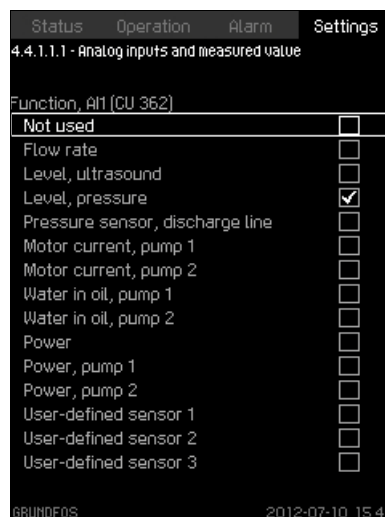 Status Operation Alarm Settings
4.4.1.1.1 - Analog inputs and measured value
Function, AI1 (CU 362)
Not used
Flow rate
Level, ultrasound
Level, pressure
Pressure sensor, discharge line
Motor current, pump 1
Motor current, pump 2
Water in oil, pump 1
Water in oil, pump 2
Power
Power, pump 1
Power, pump 2
User-defined sensor 1
User-defined sensor 2
User-defined sensor 3
GRUNDFOS 2012-07-10 15.4